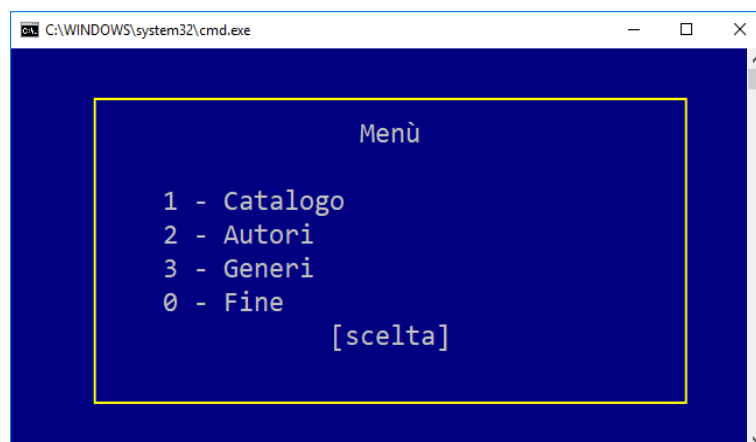 C:\WINDOWS\system32\cmd.exe
Menù
1 - Catalogo
2 - Autori
3 - Generi
0 - Fine
[scelta]